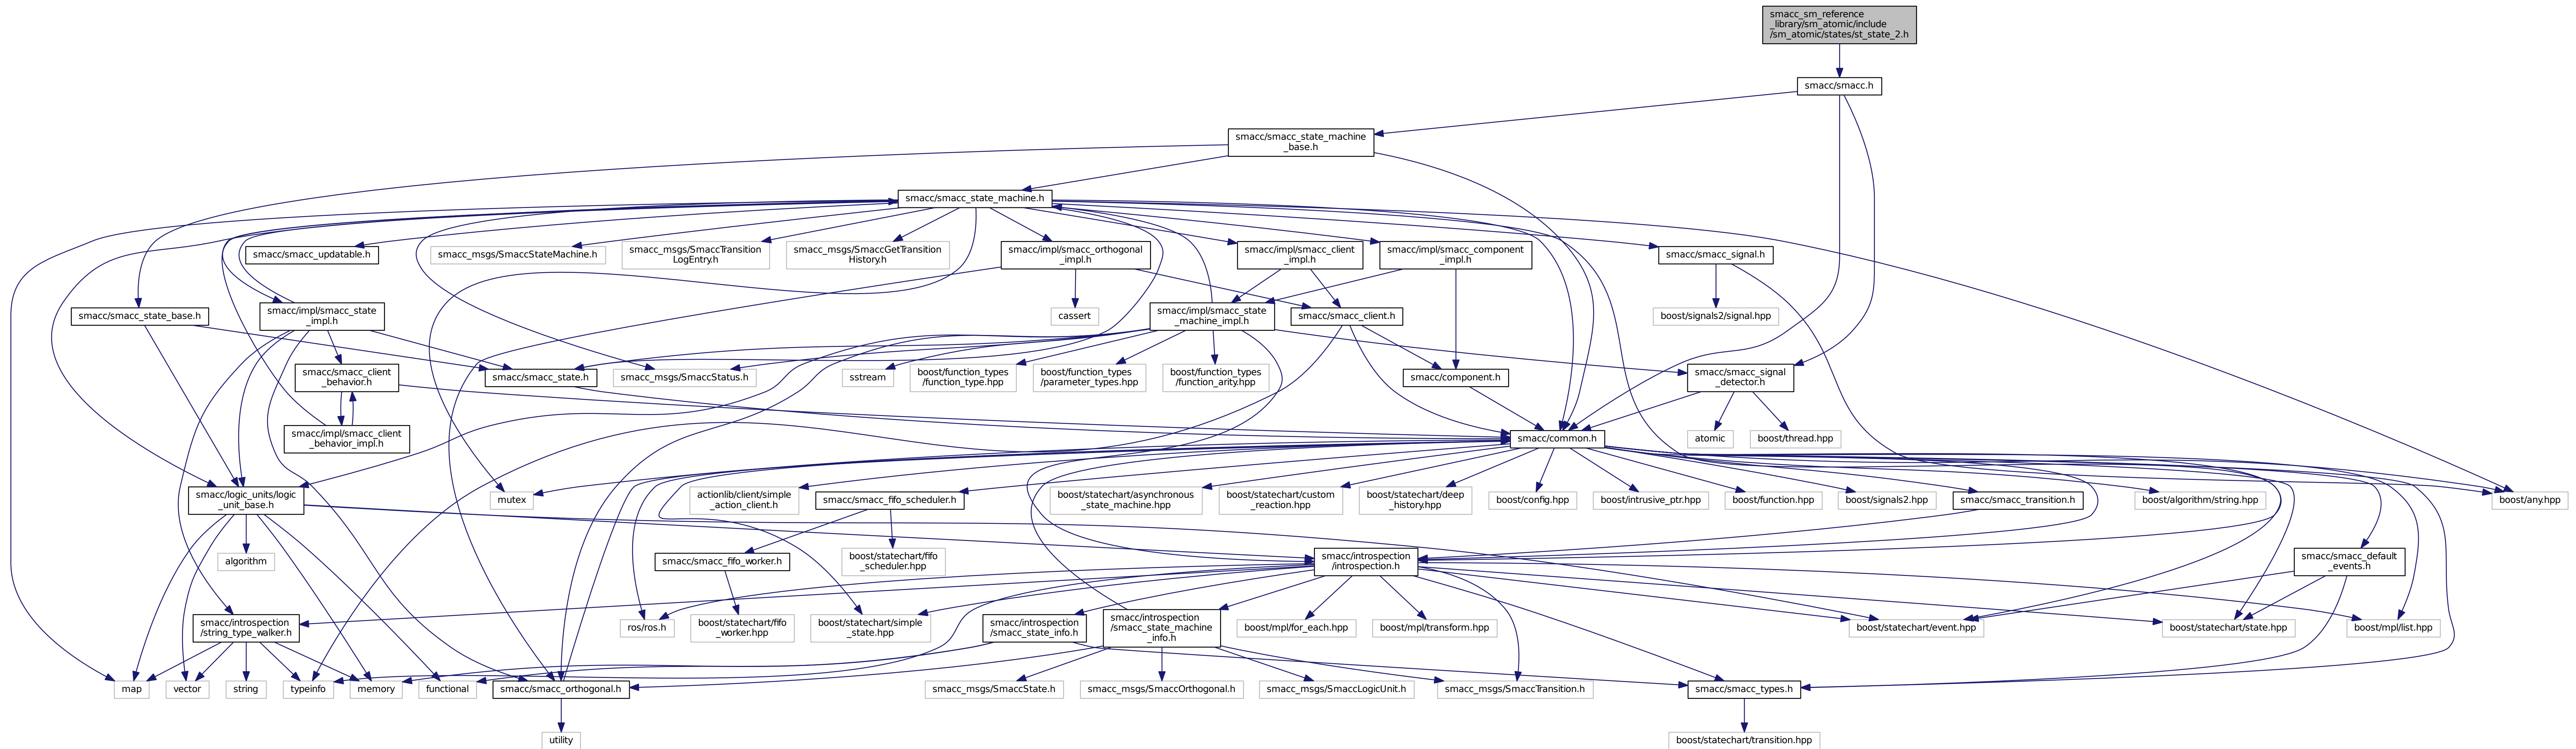 smacc_sm_reference
_library/sm_atomic/include
/sm_atomic/states/st_state_2.h
smacc/smacc.h
smacc/smacc_state_machine
_base.h
smacc/smacc_state_machine.h
smacc/smacc_updatable.h
smacc_msgs/SmaccStateMachine.h
smacc_msgs/SmaccTransition
LogEntry.h
smacc_msgs/SmaccGetTransition
History.h
smacc/impl/smacc_orthogonal
_impl.h
smacc/impl/smacc_client
_impl.h
smacc/impl/smacc_component
_impl.h
smacc/smacc_signal.h
smacc/smacc_state_base.h
smacc/impl/smacc_state
_impl.h
cassert
smacc/impl/smacc_state
_machine_impl.h
smacc/smacc_client.h
boost/signals2/signal.hpp
smacc/smacc_client
_behavior.h
smacc/smacc_state.h
smacc_msgs/SmaccStatus.h
sstream
boost/function_types
/function_type.hpp
boost/function_types
/parameter_types.hpp
boost/function_types
/function_arity.hpp
smacc/component.h
smacc/smacc_signal
_detector.h
smacc/impl/smacc_client
_behavior_impl.h
smacc/common.h
atomic
boost/thread.hpp
smacc/logic_units/logic
_unit_base.h
mutex
actionlib/client/simple
_action_client.h
smacc/smacc_fifo_scheduler.h
boost/statechart/asynchronous
_state_machine.hpp
boost/statechart/custom
_reaction.hpp
boost/statechart/deep
_history.hpp
boost/config.hpp
boost/intrusive_ptr.hpp
boost/function.hpp
boost/signals2.hpp
smacc/smacc_transition.h
boost/algorithm/string.hpp
boost/any.hpp
algorithm
smacc/smacc_fifo_worker.h
boost/statechart/fifo
_scheduler.hpp
smacc/introspection
/introspection.h
smacc/smacc_default
_events.h
smacc/introspection
/string_type_walker.h
ros/ros.h
boost/statechart/fifo
_worker.hpp
boost/statechart/simple
_state.hpp
smacc/introspection
/smacc_state_info.h
smacc/introspection
/smacc_state_machine
_info.h
boost/mpl/for_each.hpp
boost/mpl/transform.hpp
boost/statechart/event.hpp
boost/statechart/state.hpp
boost/mpl/list.hpp
map
vector
string
typeinfo
memory
functional
smacc/smacc_orthogonal.h
smacc_msgs/SmaccState.h
smacc_msgs/SmaccOrthogonal.h
smacc_msgs/SmaccLogicUnit.h
smacc_msgs/SmaccTransition.h
smacc/smacc_types.h
utility
boost/statechart/transition.hpp